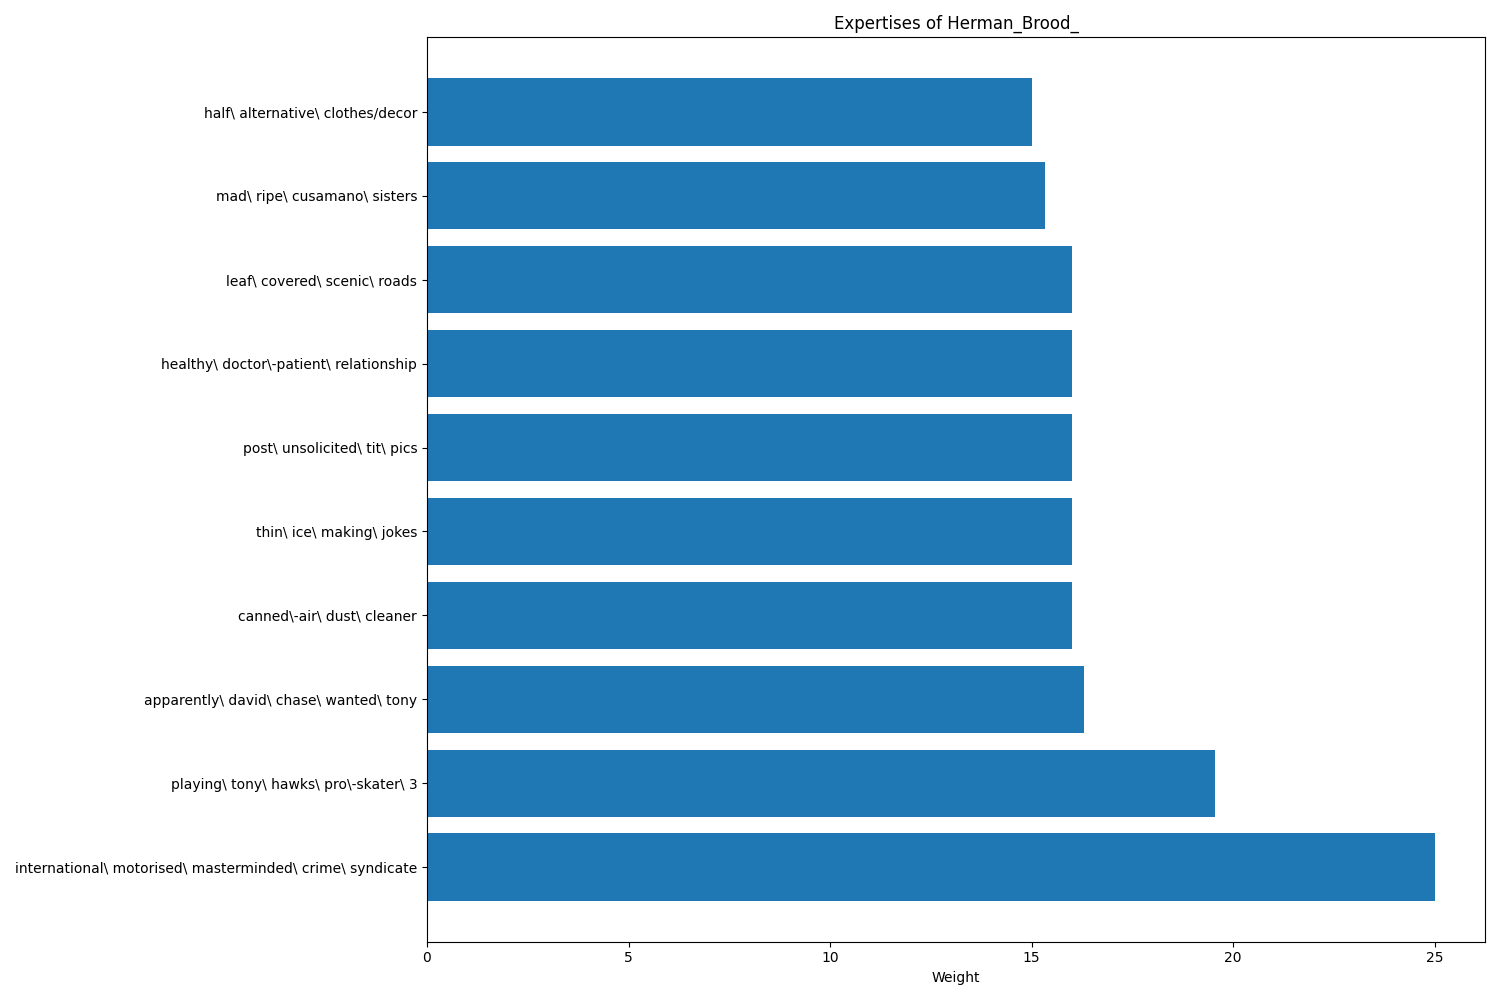 Expertises of Herman_Brood_
half\ alternative\ clothes/decor
mad\ ripe\ cusamano\ sisters
leaf\ covered\ scenic\ roads
healthy\ doctor\-patient\ relationship
post\ unsolicited\ tit\ pics
thin\ ice\ making\ jokes
canned\-air\ dust\ cleaner
apparently\ david\ chase\ wanted\ tony
playing\ tony\ hawks\ pro\-skater\ 3
international\ motorised\ masterminded\ crime\ syndicate
0 5 10 15 20 25
Weight